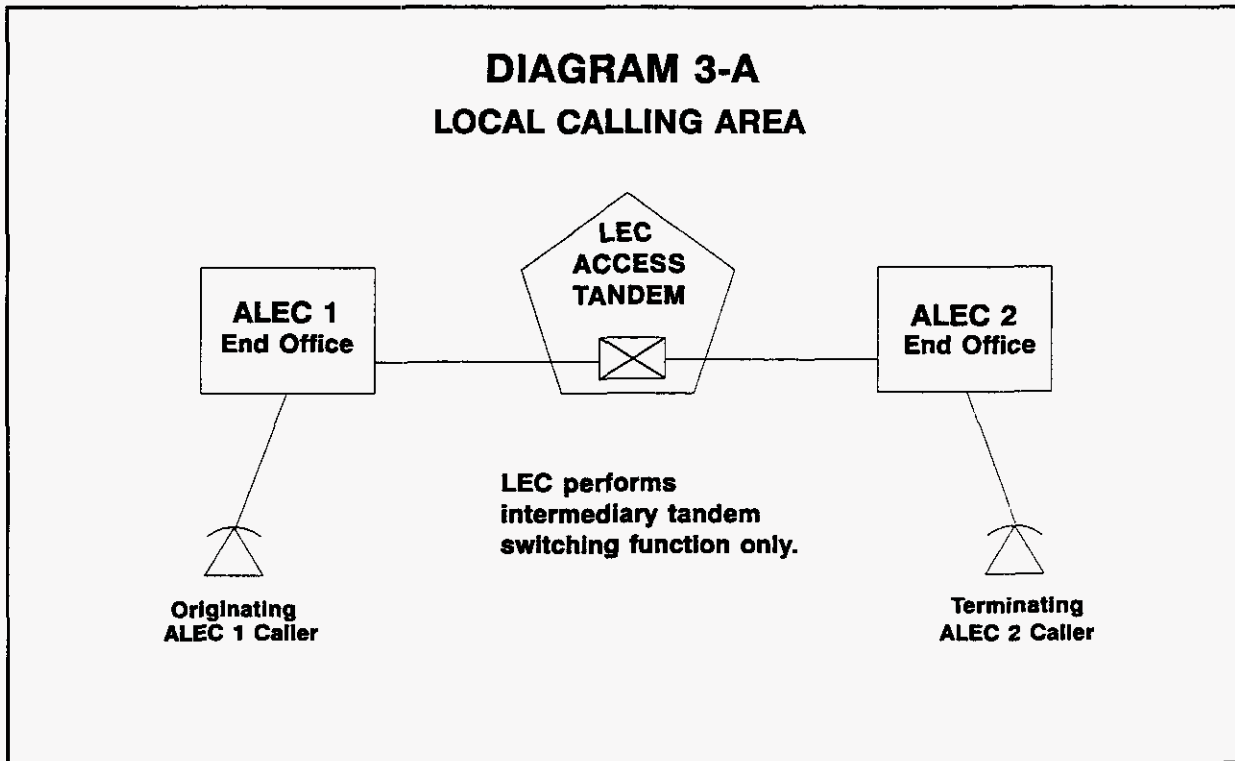 DIAGRAM 3-A
LOCAL CALLING AREA
LEC
ACCESS
TANDEM
ALEC 1
End Office
ALEC 2
End Office
LEC performs
intermediary tandem
switching function only.
Originating
ALEC 1 Caller
Terminating
ALEC 2 Caller